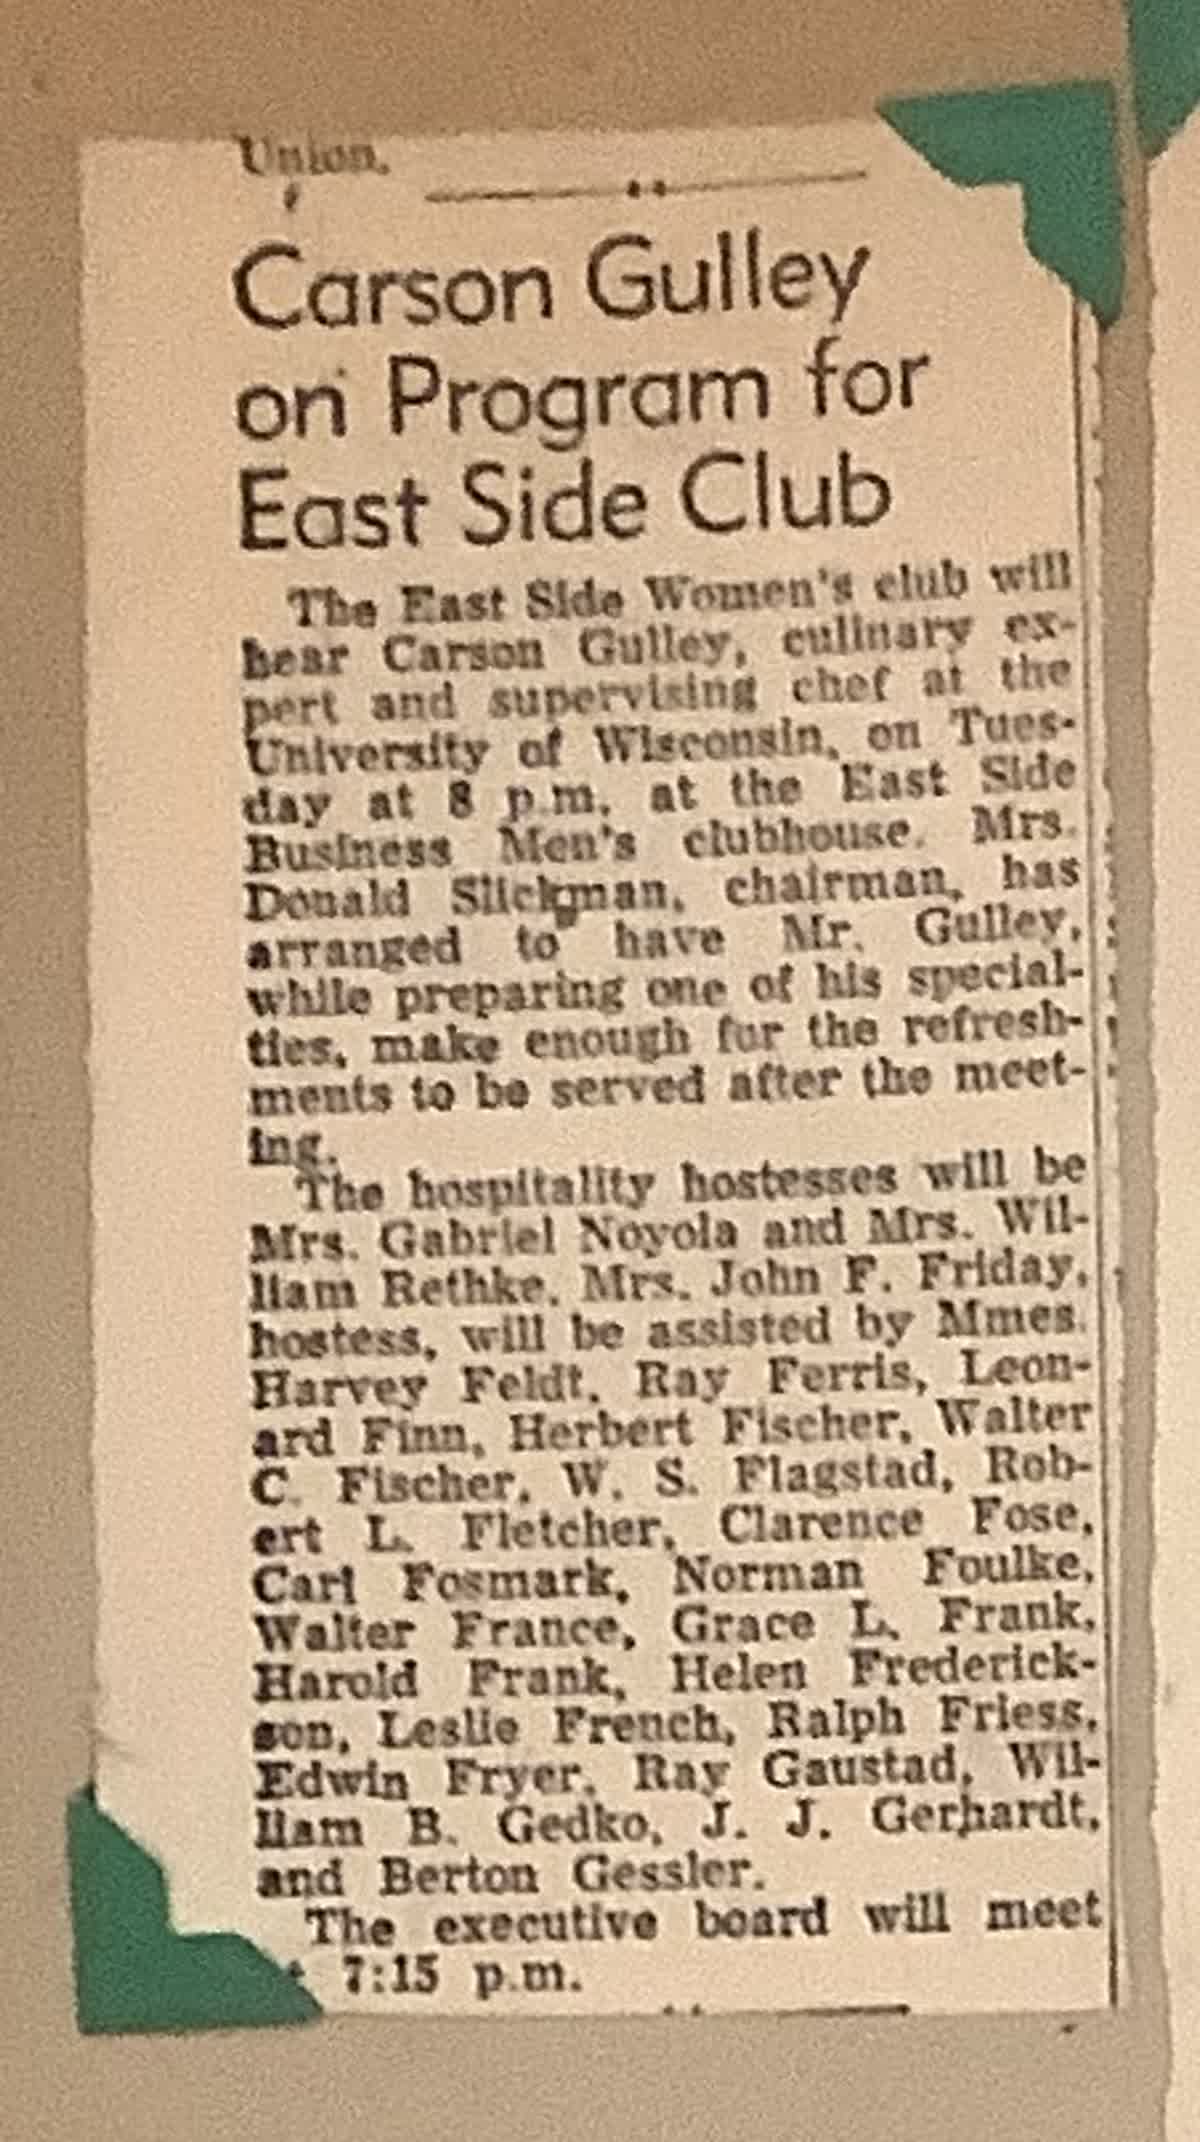 Union.
Carson Gulley
on Program for
East Side Club
The East Side Women's club will
hear Carson Gulley, culinary ex-
pert and supervising chef at the
University of Wisconsin, on Tues-
day at 8 p.m. at the East Side
Business Men's clubhouse. Mrs.
Donald Slickman, chairman, has
arranged to have Mr. Gulley,
while preparing one of his special-
ties, make enough for the refresh-
ments to be served after the meet-
ing.
The hospitality hostesses will be
Mrs. Gabriel Noyola and Mrs. Wil-
liam Rethke. Mrs. John F. Friday,
hostess, will be assisted by Mmes.
Harvey Feldt, Ray Ferris, Leon-
ard Finn, Herbert Fischer, Walter
C. Fischer, W. S. Flagstad, Rob-
ert L. Fletcher, Clarence Fose,
Carl Fosmark, Norman Foulke,
Walter France, Grace L. Frank,
Harold Frank, Helen Frederick-
son, Leslie French, Ralph Friess,
Edwin Fryer, Ray Gaustad, Wil-
liam B. Gedko, J. J. Gerhardt,
and Berton Gessler.
The executive board will meet
7:15 p.m.